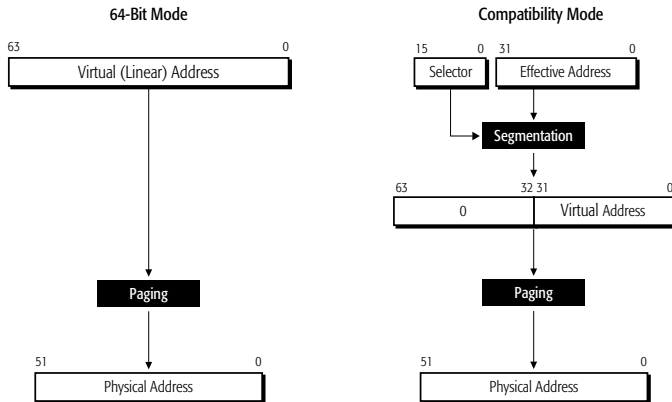 64-Bit Mode
63 0
Virtual (Linear) Address
Paging
51 0
Physical Address
Compatibility Mode
15 0 31 0
Selector Effective Address
Segmentation
63 32 31 0
0 Virtual Address
Paging
51 0
Physical Address